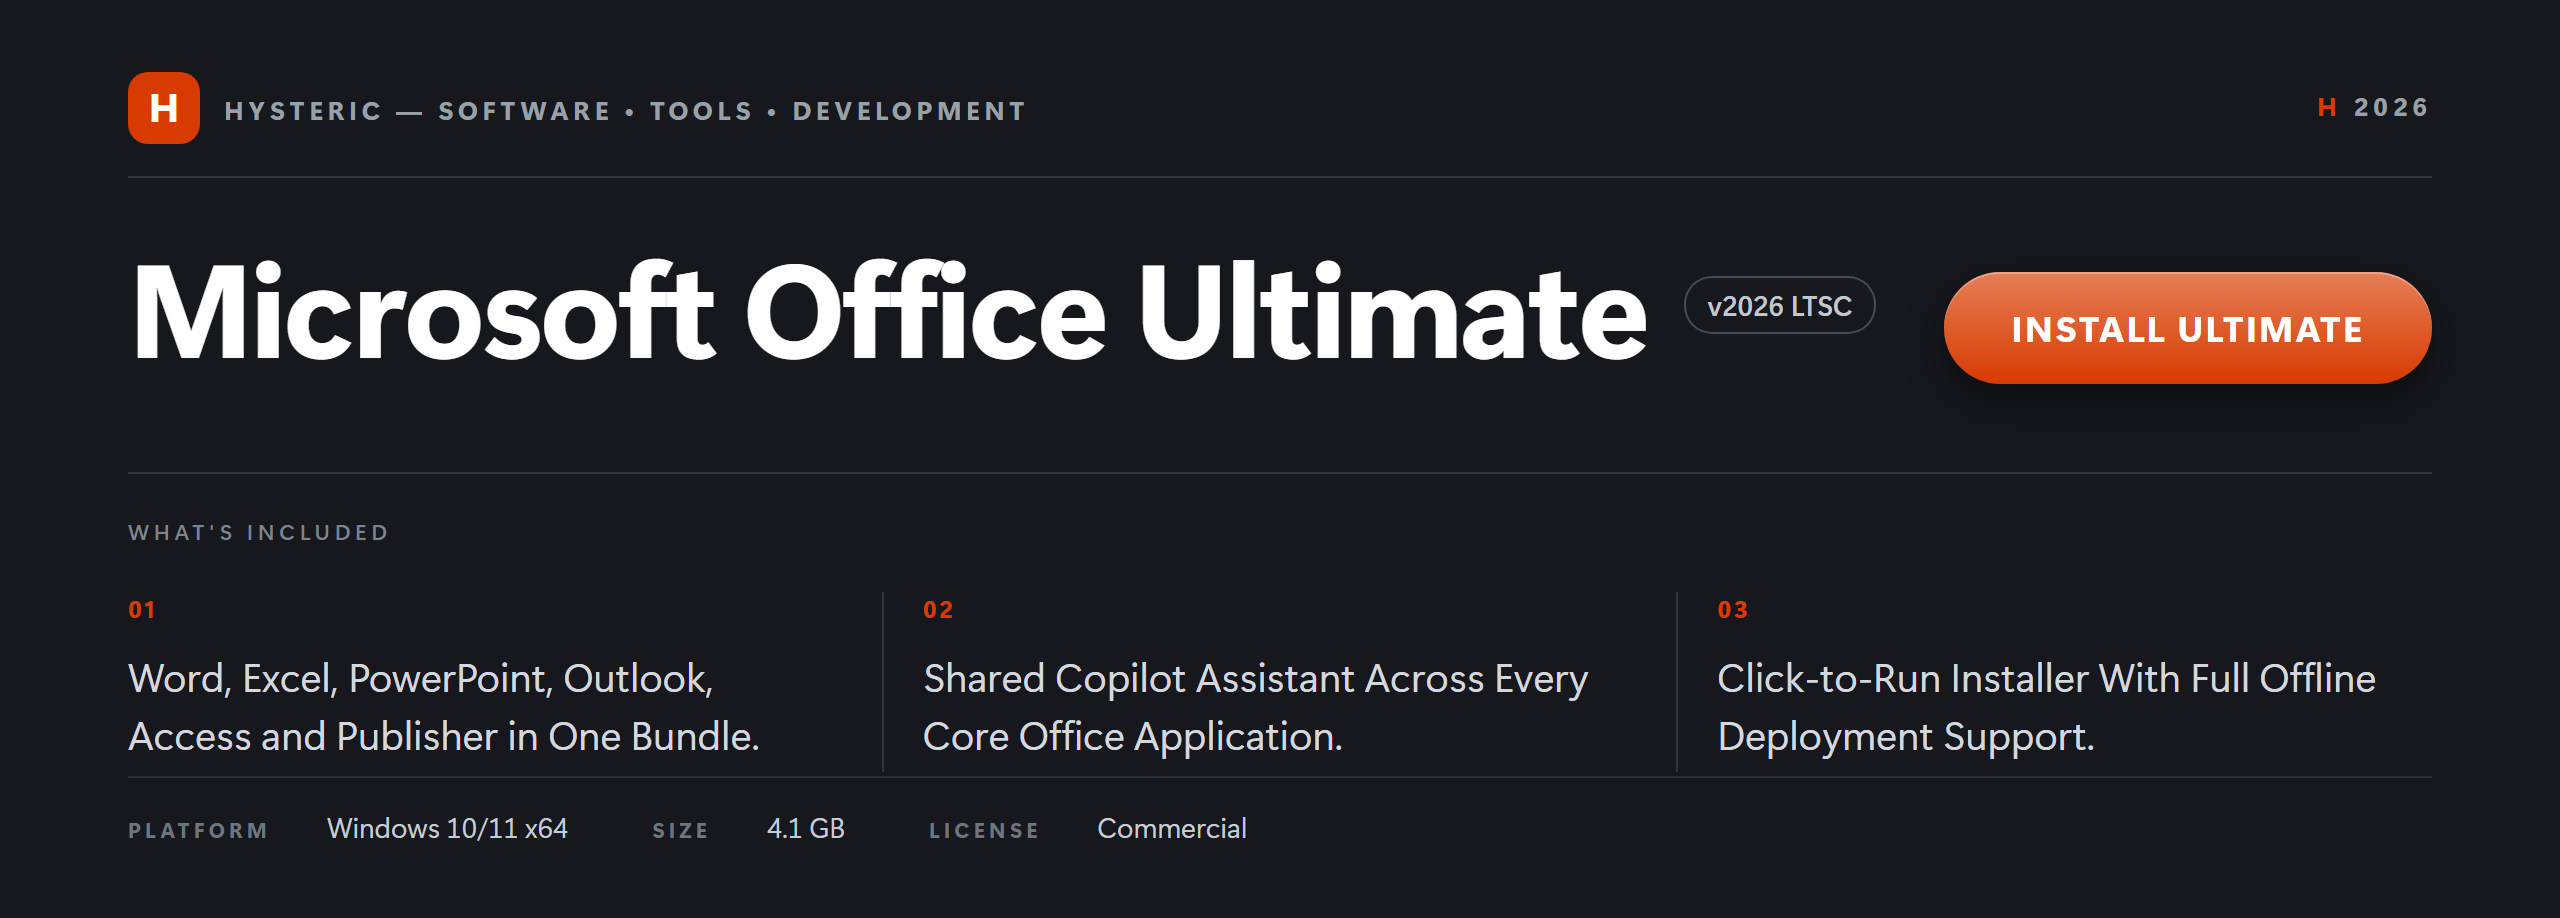 H
HYSTERIC — SOFTWARE • TOOLS • DEVELOPMENT
H 2026
Microsoft Office Ultimate
v2026 LTSC
INSTALL ULTIMATE
WHAT'S INCLUDED
01
Word, Excel, PowerPoint, Outlook,
Access and Publisher in One Bundle.
02
Shared Copilot Assistant Across Every
Core Office Application.
03
Click-to-Run Installer With Full Offline
Deployment Support.
PLATFORM Windows 10/11 x64 SIZE 4.1 GB LICENSE Commercial